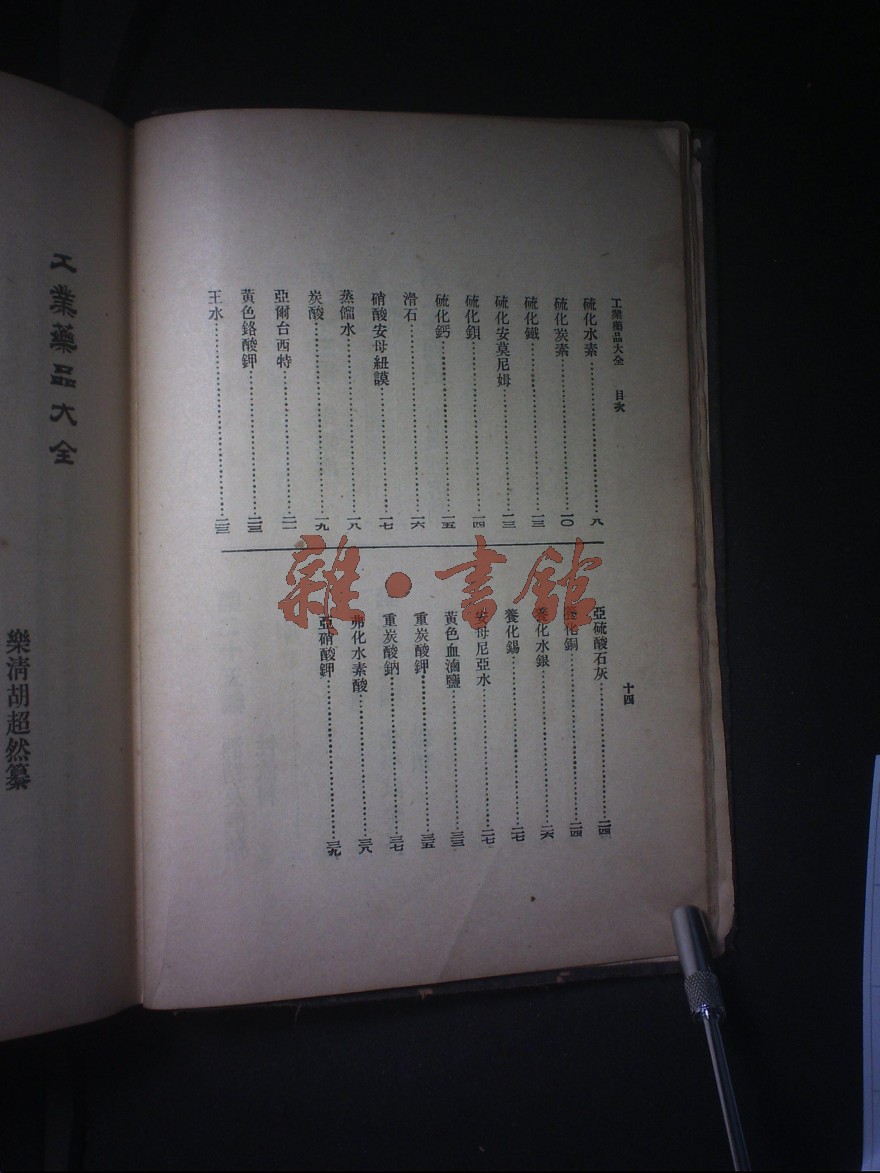 工業藥品大全 目次 十四
硫化水素…………八
硫化炭素…………一〇
硫化鐵…………一三
硫化安莫尼姆…………一三
硫化鋇…………一四
硫化鈣…………一五
滑石…………一六
硝酸安母紐謨…………一七
蒸餾水…………一八
炭酸…………一九
亞爾台西特…………二一
黃色鉻酸鉀…………二三
王水…………二三
亞硫酸石灰…………二四
養化銅…………二四
養化水銀…………二六
養化錫…………二七
安母尼亞水…………二七
黃色血滷鹽…………三三
重炭酸鉀…………三五
重炭酸鈉…………三七
弗化水素酸…………三八
亞硝酸鉀…………三九
工業藥品大全
樂清胡超然纂
雜·書館